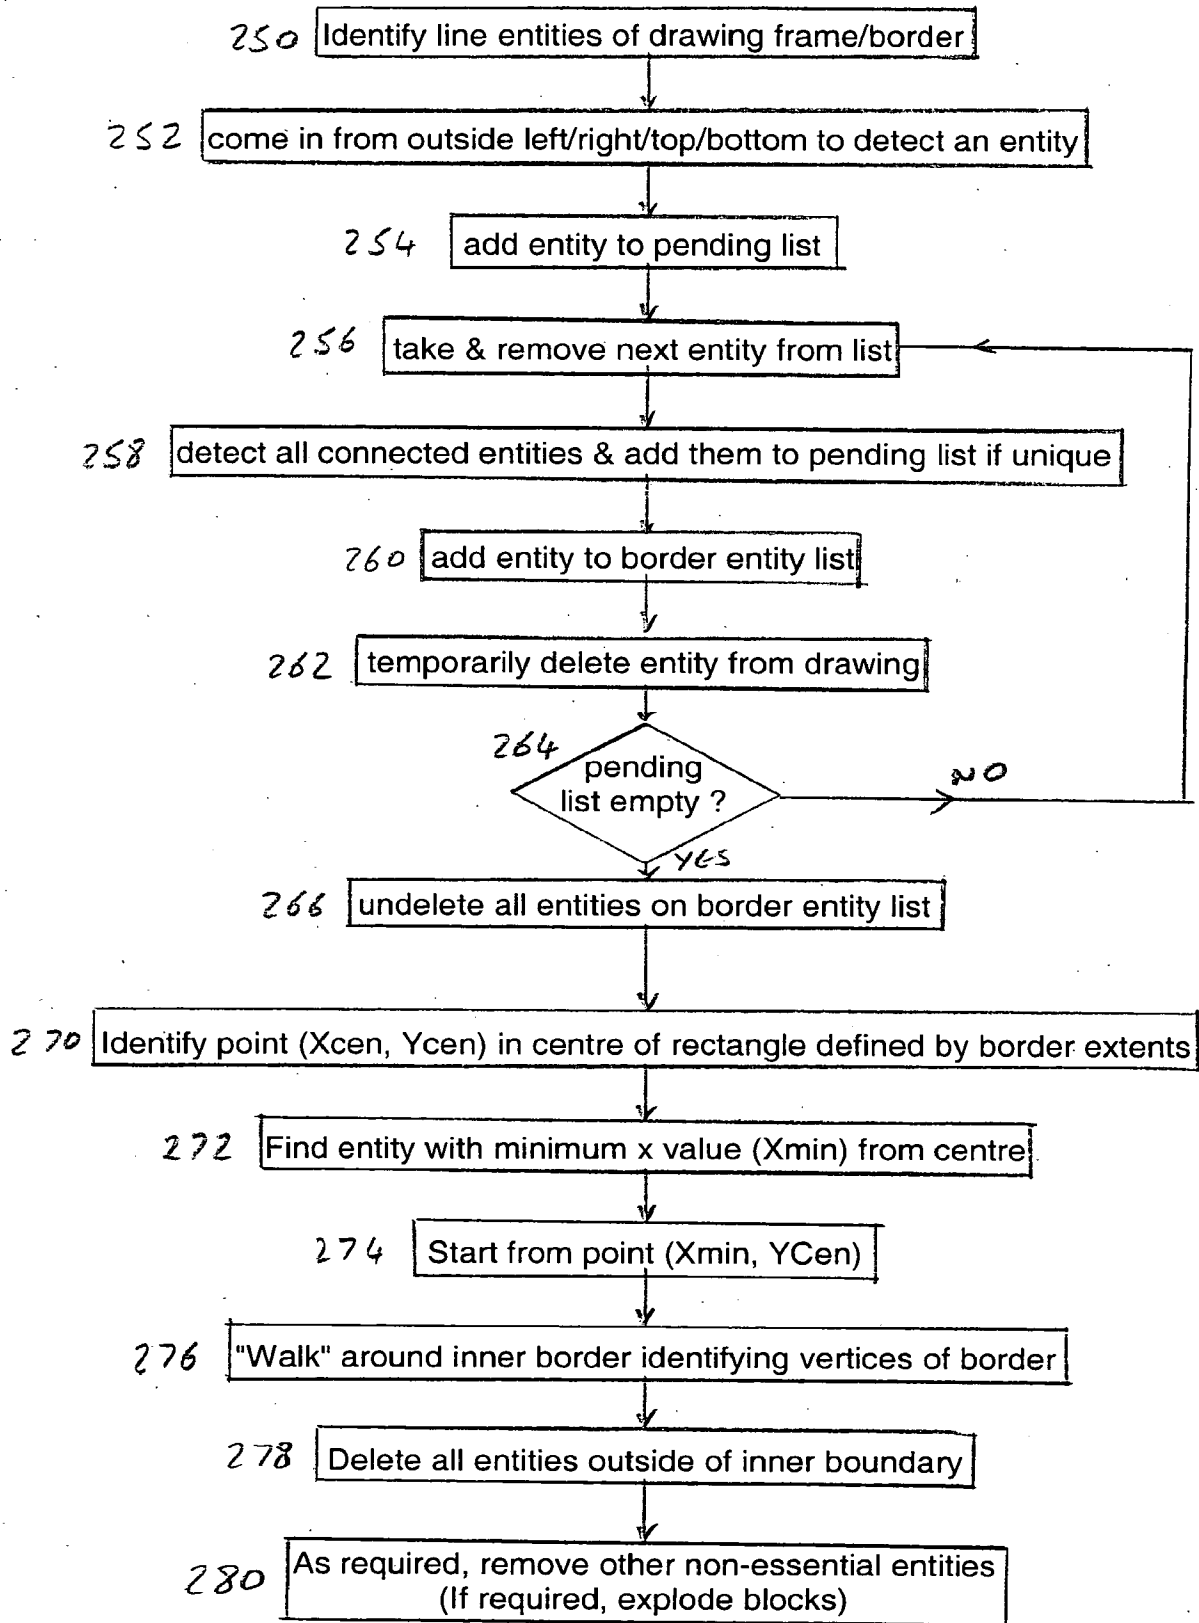 250 Identify line entities of drawing frame/border
252 come in from outside left/right/top/bottom to detect an entity
254 add entity to pending list
256 take & remove next entity from list
258 detect all connected entities & add them to pending list if unique
260 add entity to border entity list
262 temporarily delete entity from drawing
264 pending
list empty ?
NO
YES
266 undelete all entities on border entity list
270 Identify point (Xcen, Ycen) in centre of rectangle defined by border extents
272 Find entity with minimum x value (Xmin) from centre
274 Start from point (Xmin, YCen)
276 "Walk" around inner border identifying vertices of border
278 Delete all entities outside of inner boundary
280 As required, remove other non-essential entities
(If required, explode blocks)